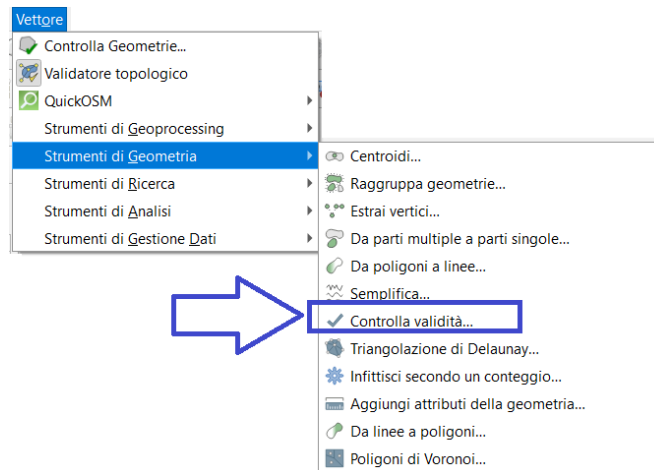 Vettore
Controlla Geometrie...
Validatore topologico
QuickOSM
Strumenti di Geoprocessing
Strumenti di Geometria
Strumenti di Ricerca
Strumenti di Analisi
Strumenti di Gestione Dati
Centroidi...
Raggruppa geometrie...
Estrai vertici...
Da parti multiple a parti singole...
Da poligoni a linee...
Semplifica...
Controlla validità...
Triangolazione di Delaunay...
Infittisci secondo un conteggio...
Aggiungi attributi della geometria...
Da linee a poligoni...
Poligoni di Voronoi...